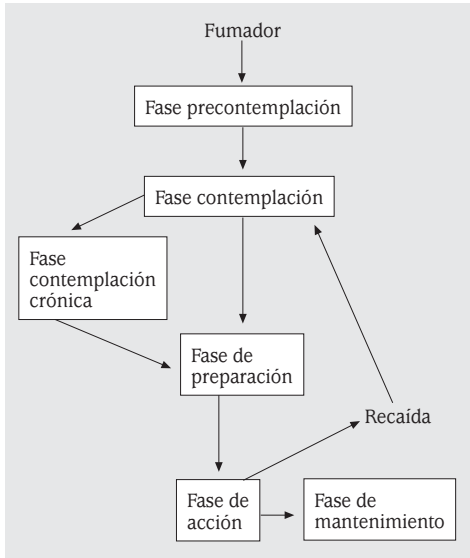 Fumador
Fase precontemplación
Fase contemplación
Fase
contemplación
crónica
Fase de
preparación
Recaída
Fase de
acción
Fase de
mantenimiento